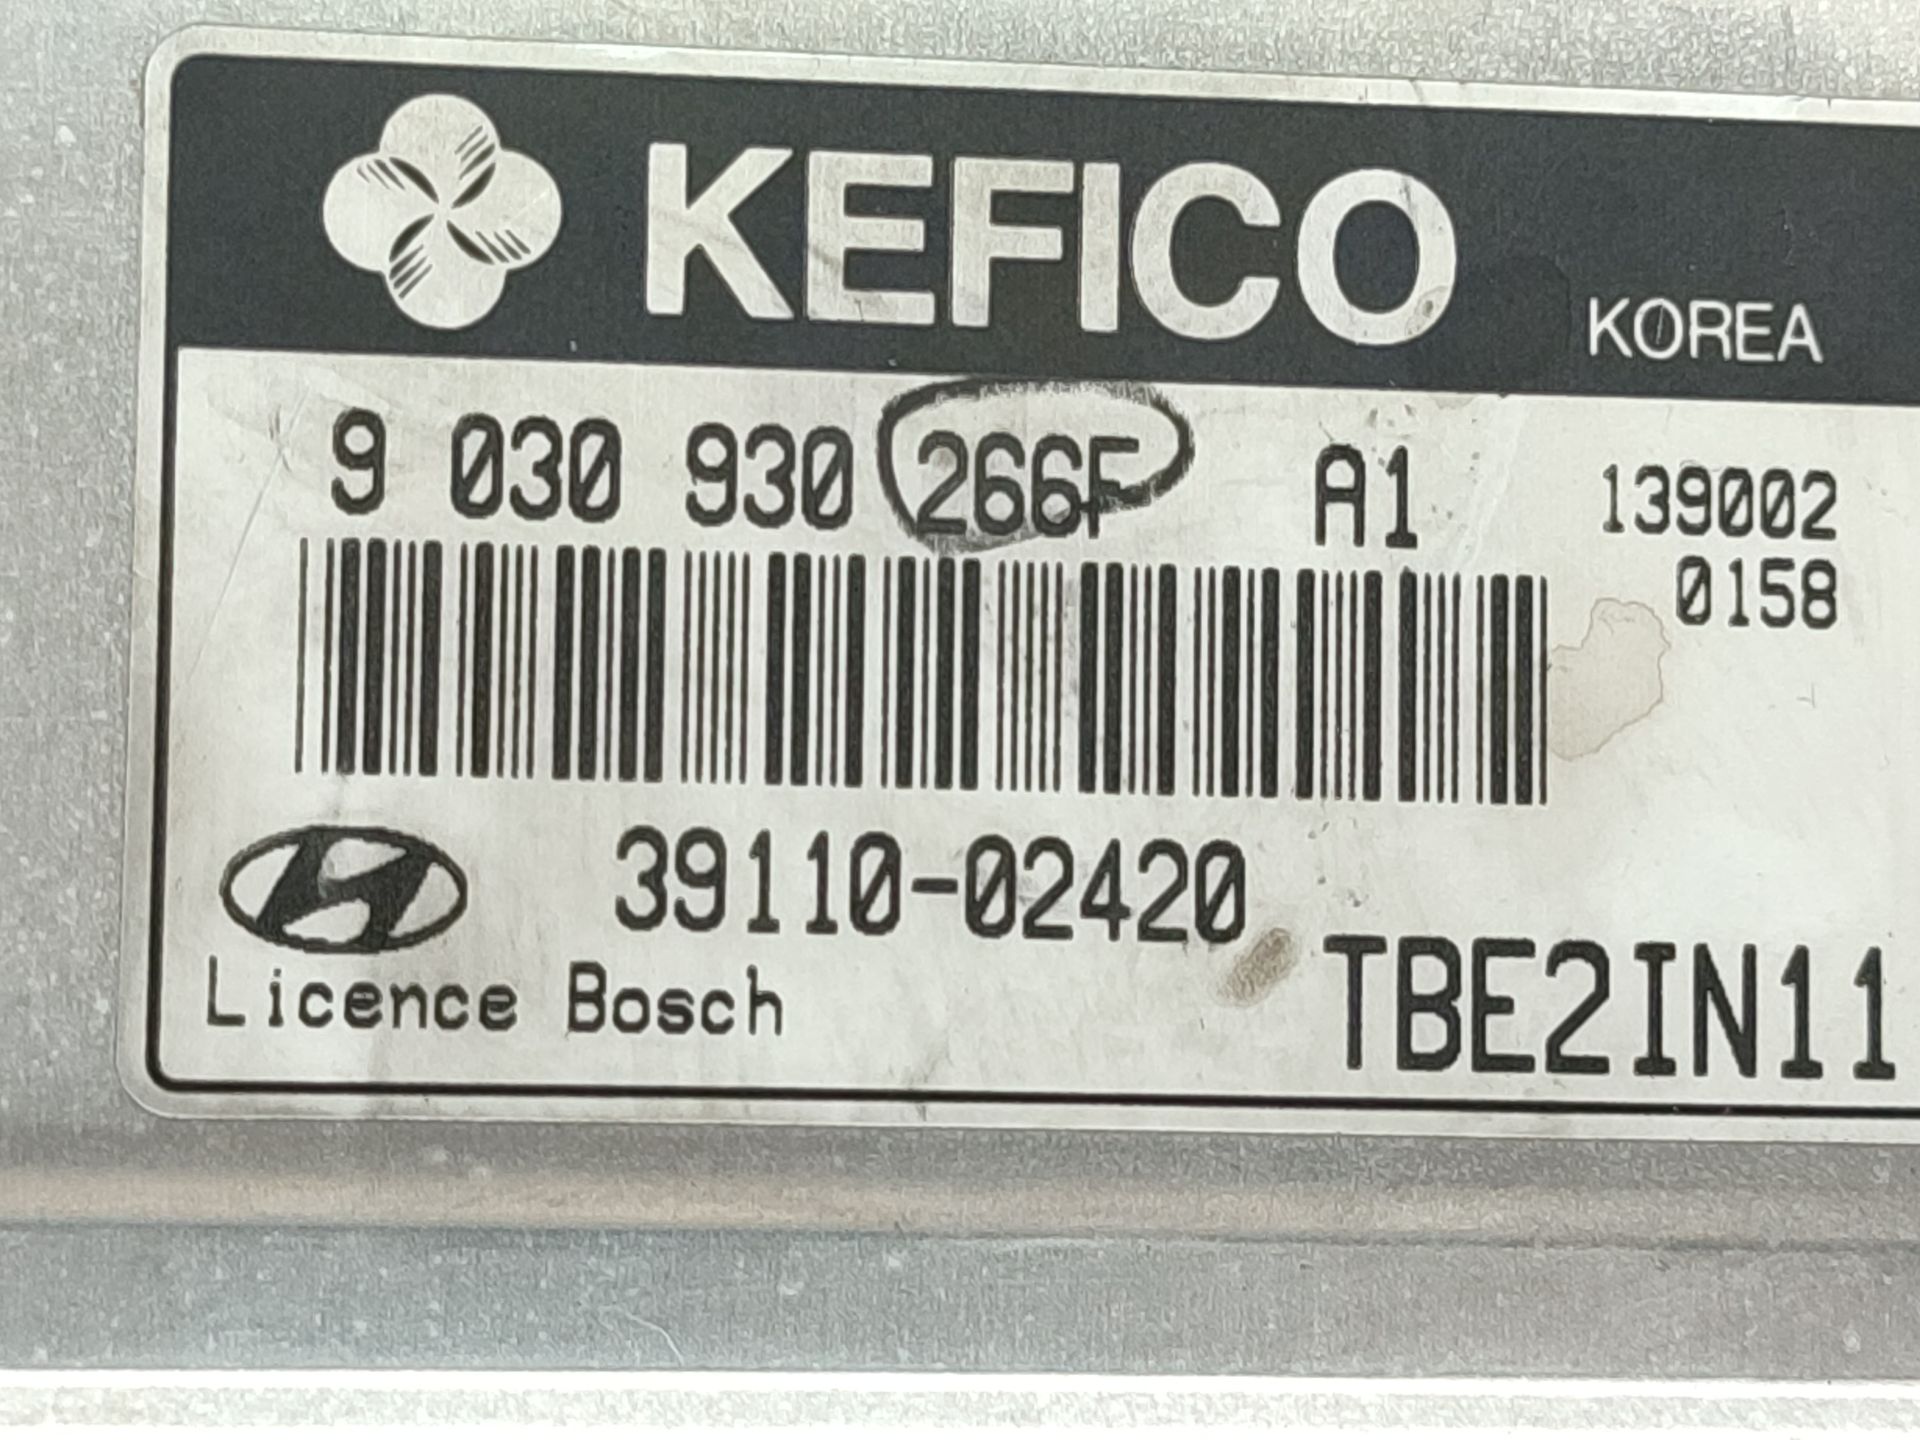 KEFICO KOREA
9 030 930 266F A1 139002
0158
39110-02420
Licence Bosch TBE2IN11